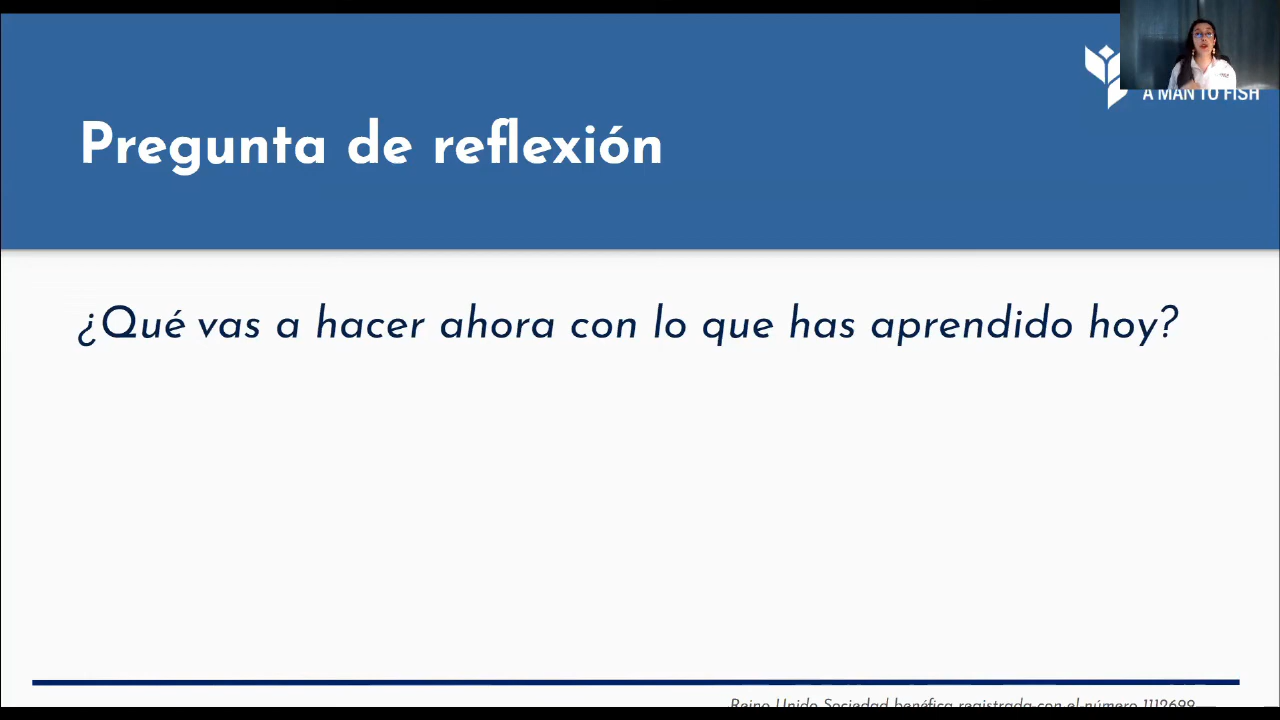 A MAN TO FISH
Pregunta de reflexión
¿Qué vas a hacer ahora con lo que has aprendido hoy?
Reino Unido Sociedad benéfica registrada con el número 1112699